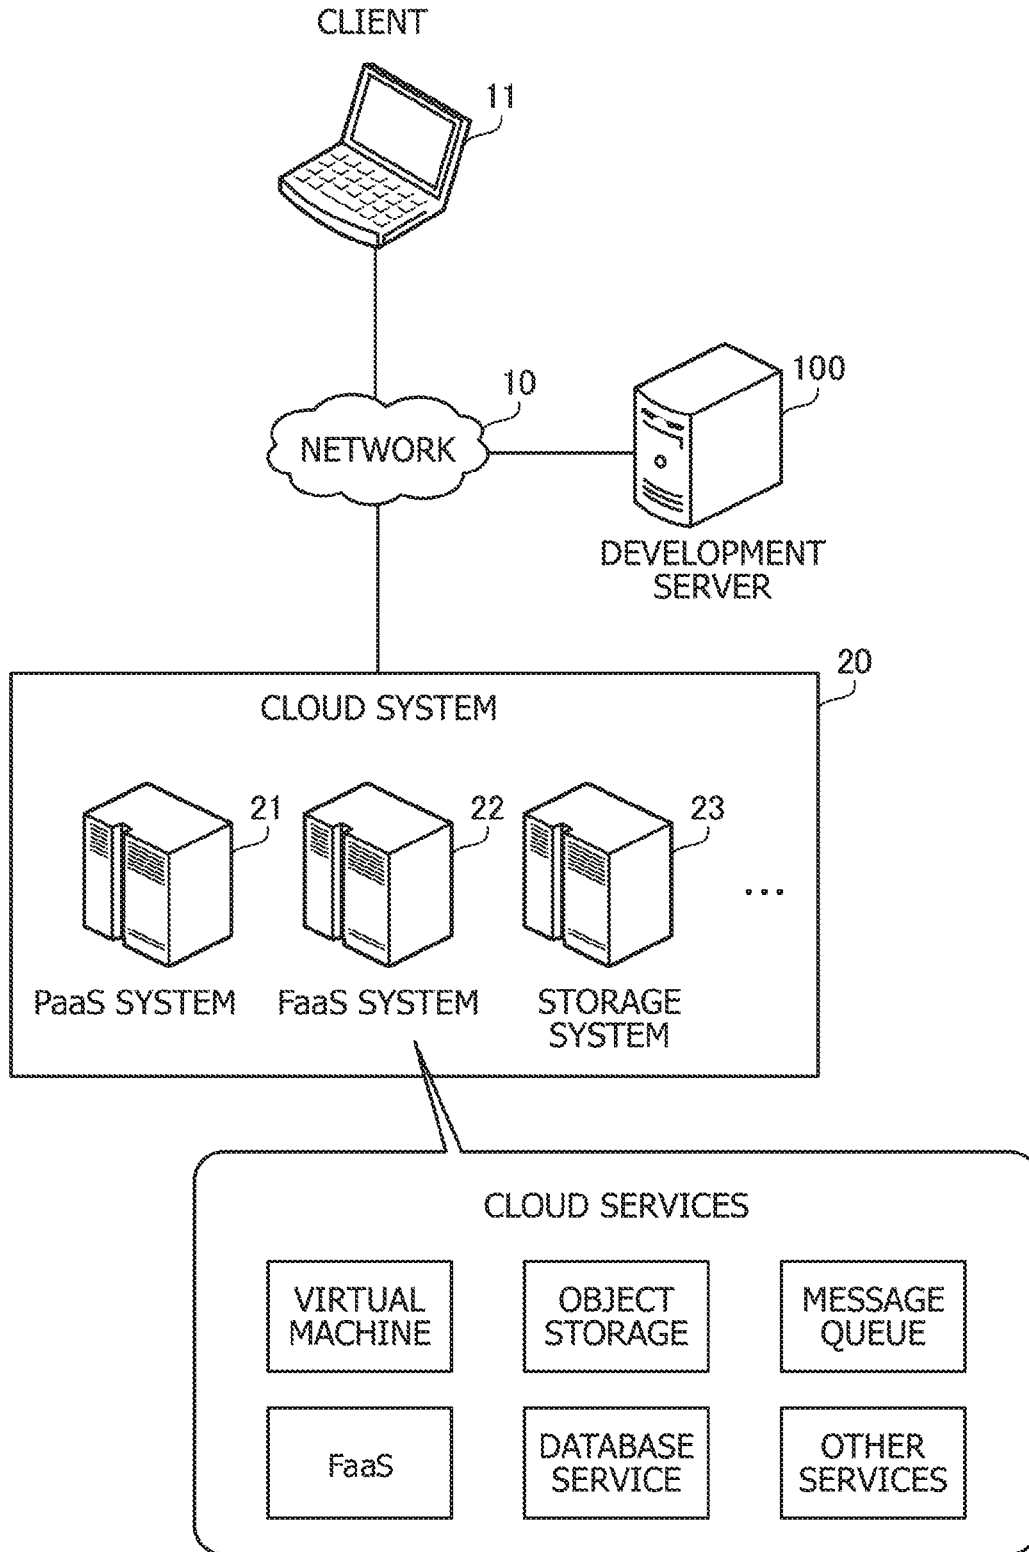 CLIENT
11
10
100
NETWORK
DEVELOPMENT
SERVER
20
CLOUD SYSTEM
21
22
23
...
PaaS SYSTEM
FaaS SYSTEM
STORAGE
SYSTEM
CLOUD SERVICES
VIRTUAL
MACHINE
OBJECT
STORAGE
MESSAGE
QUEUE
FaaS
DATABASE
SERVICE
OTHER
SERVICES